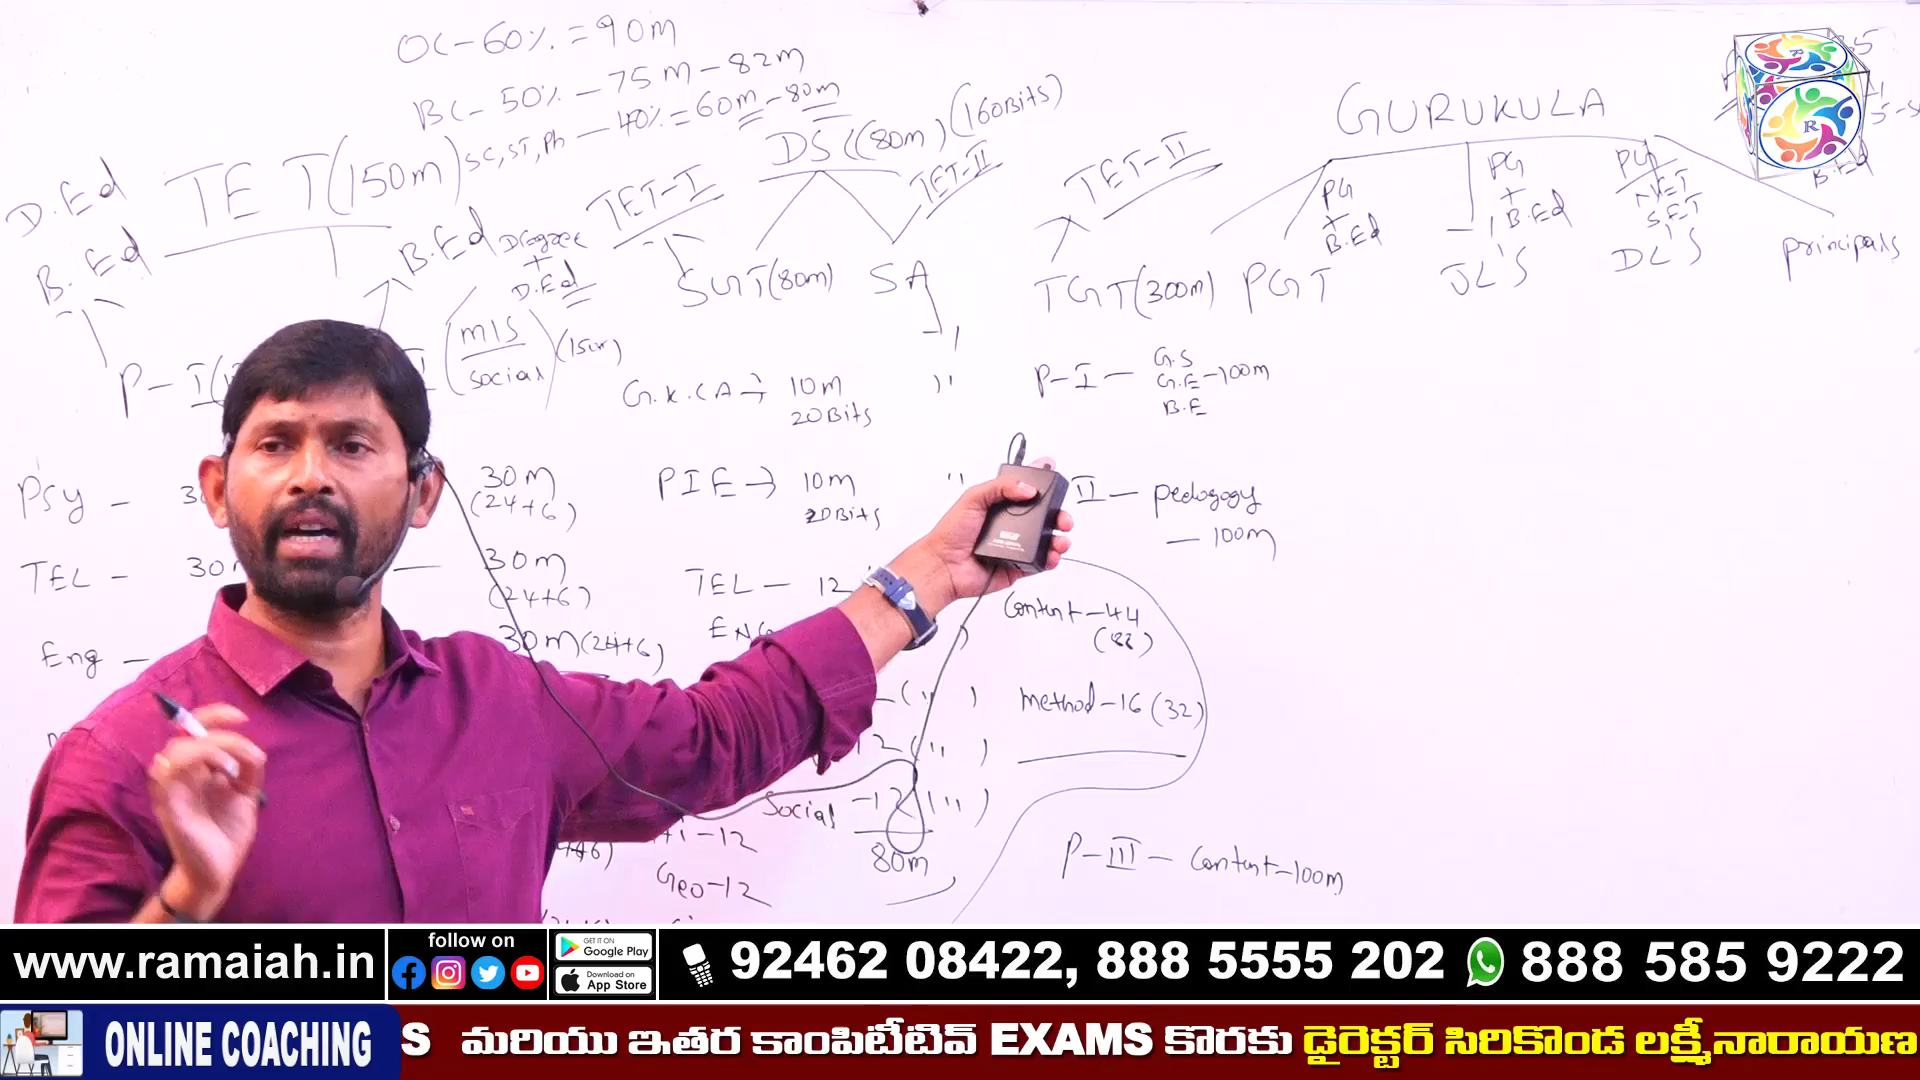 OC - 60% = 90m
BC - 50% - 75m - 82m
SC, ST, Ph - 40% = 60m - 80m
D.Ed
B.Ed
TET (150m)
B.Ed
Degree
+
D.Ed
TET-I
DSC (80m) (160Bits)
TET-II
SGT (80m)
SA
M/S
social
(150m)
P-I
G.K.CA → 10m
20Bits
"
PIE → 10m
20Bits
"
PSY - 30
30m
(24+6)
TEL - 30
30m
(24+6)
Eng -
30m (24+6)
TEL - 12
ENG
12 (")
Social - 12 (")
80m
- 12
Geo - 12
Content - 44
(88)
method - 16 (32)
GURUKULA
TET-II
TGT (300m)
PG
+
B.Ed
PGT
PG
+
B.Ed
JL'S
PG
NET
SET
DL'S
B.Ed
principals
P-I - G.S
G.E - 100m
B.E
II - pedagogy
- 100m
P-III - Content - 100m
R
www.ramaiah.in
follow on
GET IT ON
Google Play
Download on
App Store
92462 08422, 888 5555 202
888 585 9222
ONLINE COACHING
S మరియు ఇతర కాంపిటేటివ్ EXAMS కొరకు డైరెక్టర్ సిరికొండ లక్ష్మీనారాయణ